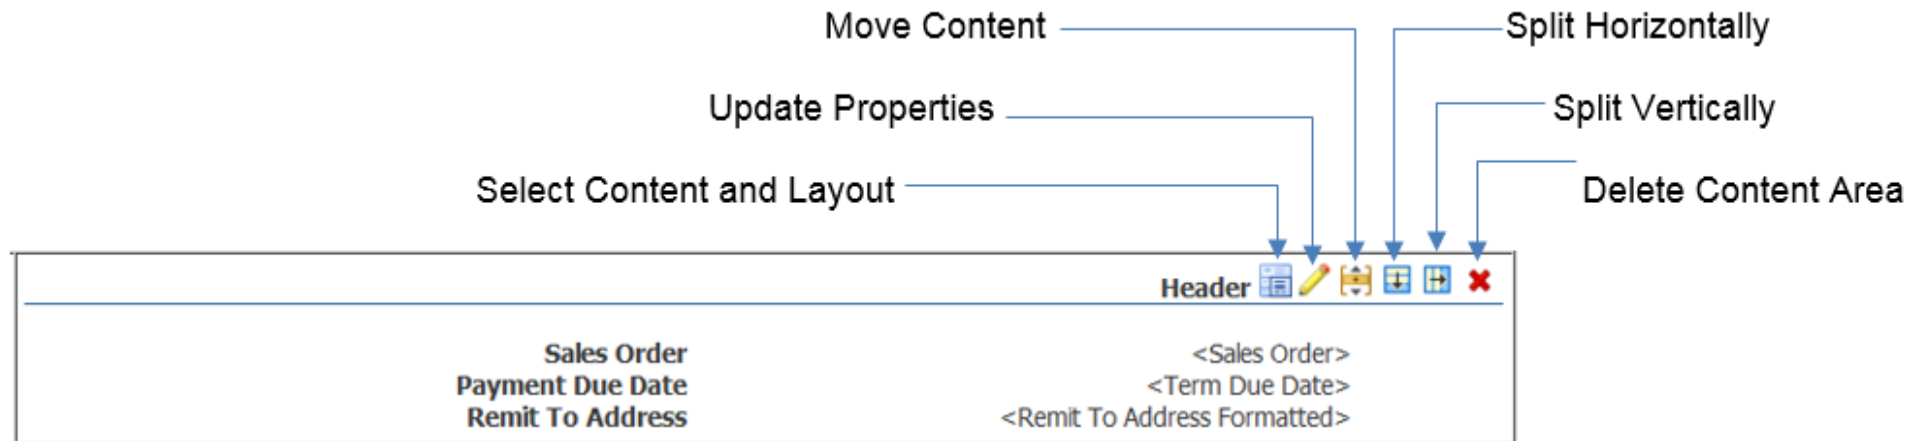 Move Content
Split Horizontally
Update Properties
Split Vertically
Select Content and Layout
Delete Content Area
Header
Sales Order <Sales Order>
Payment Due Date <Term Due Date>
Remit To Address <Remit To Address Formatted>